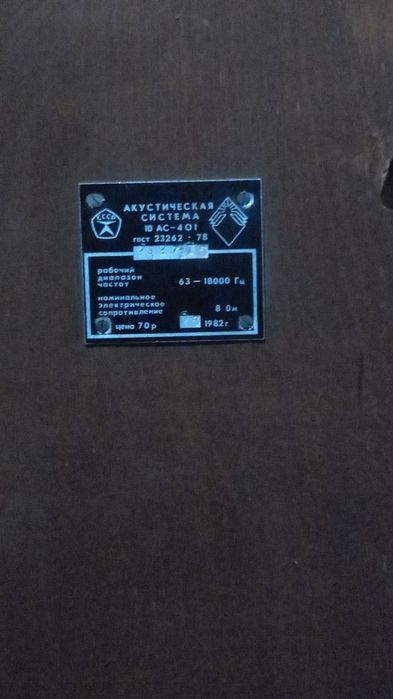 СССР
АКУСТИЧЕСКАЯ
СИСТЕМА
10 АС-401
ГОСТ 23262-78
рабочий
диапазон
частот
63 — 18000 Гц
номинальное
электрическое
сопротивление
8 Ом
цена 70 р
1982 г